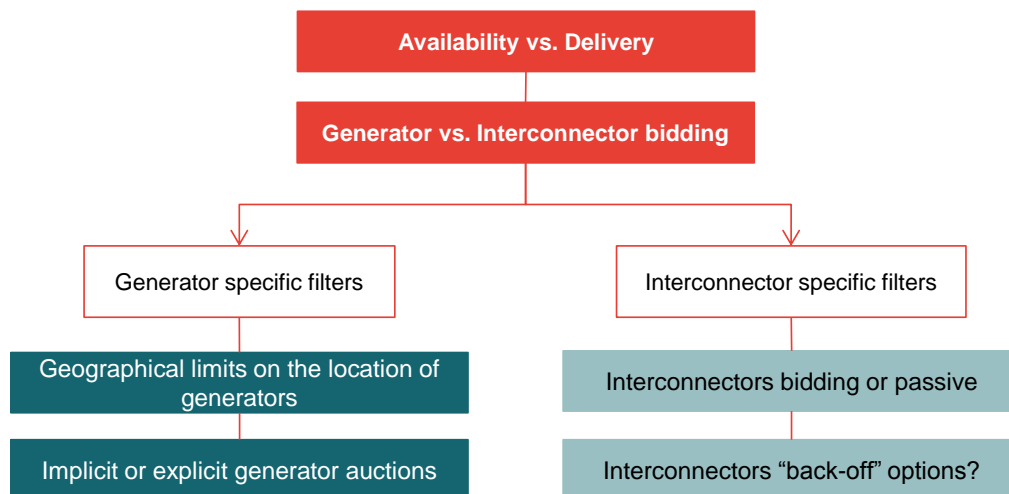 Availability vs. Delivery
Generator vs. Interconnector bidding
Generator specific filters
Interconnector specific filters
Geographical limits on the location of
generators
Interconnectors bidding or passive
Implicit or explicit generator auctions
Interconnectors “back-off” options?